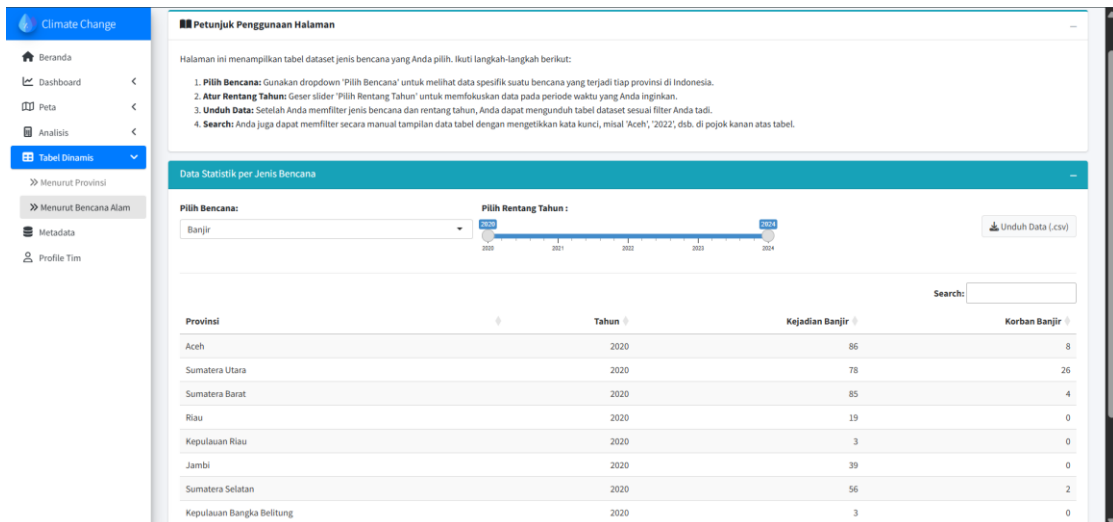 Climate Change
Beranda
Dashboard
Peta
Analisis
Tabel Dinamis
Menurut Provinsi
Menurut Bencana Alam
Metadata
Profile Tim
Petunjuk Penggunaan Halaman
Halaman ini menampilkan tabel dataset jenis bencana yang Anda pilih. Ikuti langkah-langkah berikut:
1. Pilih Bencana: Gunakan dropdown 'Pilih Bencana' untuk melihat data spesifik suatu bencana yang terjadi tiap provinsi di Indonesia.
2. Atur Rentang Tahun: Geser slider 'Pilih Rentang Tahun' untuk memfokuskan data pada periode waktu yang Anda inginkan.
3. Unduh Data: Setelah Anda memfilter jenis bencana dan rentang tahun, Anda dapat mengunduh tabel dataset sesuai filter Anda tadi.
4. Search: Anda juga dapat memfilter secara manual tampilan data tabel dengan mengetikkan kata kunci, misal 'Aceh', '2022', dsb. di pojok kanan atas tabel.
Data Statistik per Jenis Bencana
Pilih Bencana:
Banjir
Pilih Rentang Tahun :
2020 2024
2020 2021 2022 2023 2024
Unduh Data (.csv)
Search:
Provinsi Tahun Kejadian Banjir Korban Banjir
Aceh 2020 86 8
Sumatera Utara 2020 78 26
Sumatera Barat 2020 85 4
Riau 2020 19 0
Kepulauan Riau 2020 3 0
Jambi 2020 39 0
Sumatera Selatan 2020 56 2
Kepulauan Bangka Belitung 2020 3 0